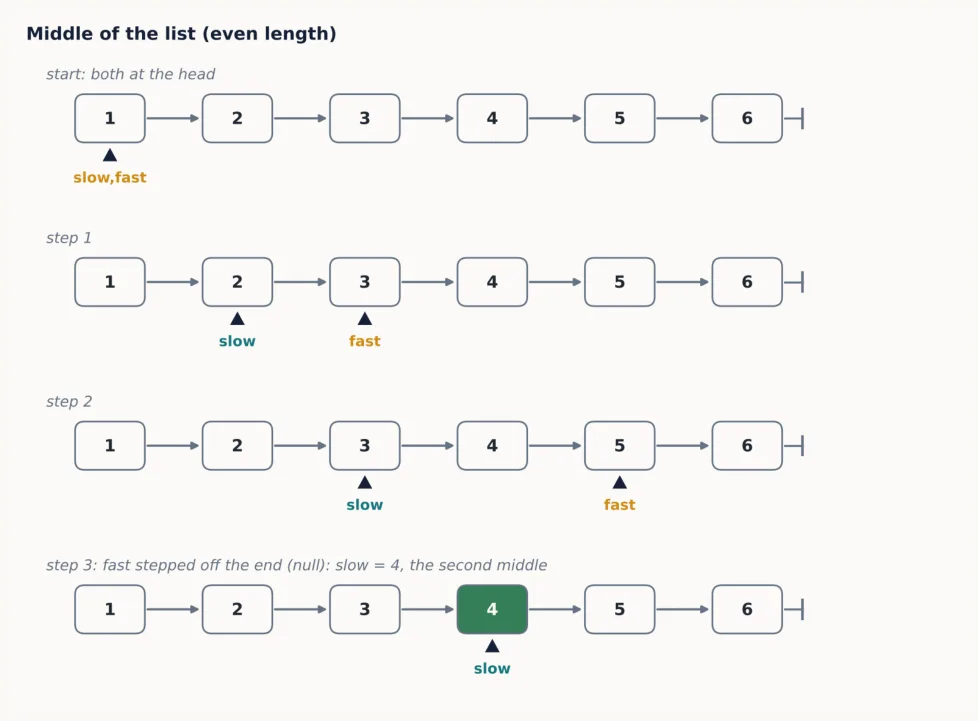 Middle of the list (even length)
start: both at the head
1 2 3 4 5 6
slow,fast
step 1
1 2 3 4 5 6
slow fast
step 2
1 2 3 4 5 6
slow fast
step 3: fast stepped off the end (null): slow = 4, the second middle
1 2 3 4 5 6
slow